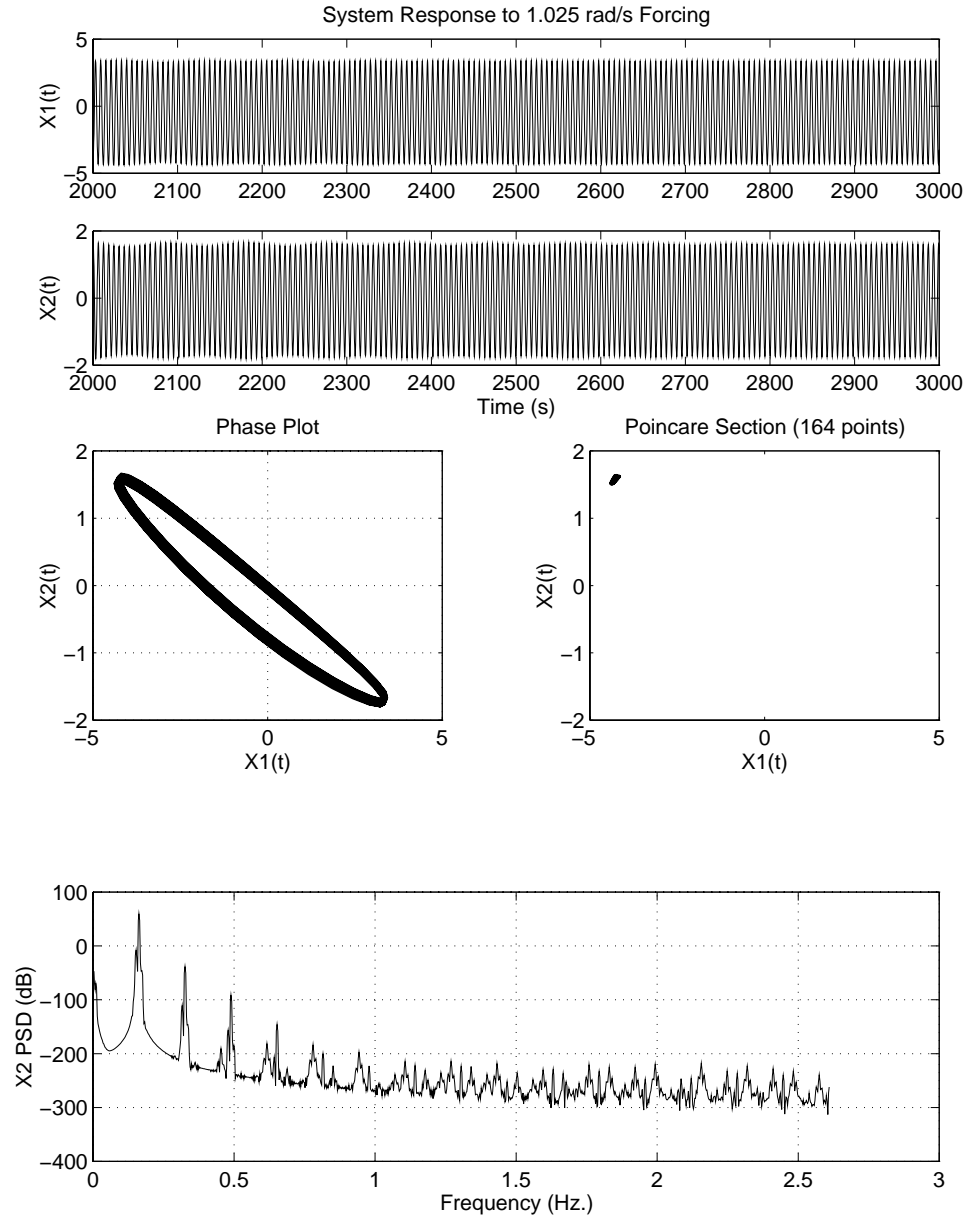 System Response to 1.025 rad/s Forcing
5
0
−5
X1(t)
2000 2100 2200 2300 2400 2500 2600 2700 2800 2900 3000
2
0
−2
X2(t)
2000 2100 2200 2300 2400 2500 2600 2700 2800 2900 3000
Time (s)
Phase Plot
2
1
0
−1
−2
X2(t)
−5 0 5
X1(t)
Poincare Section (164 points)
2
1
0
−1
−2
X2(t)
−5 0 5
X1(t)
100
0
−100
−200
−300
−400
X2 PSD (dB)
0 0.5 1 1.5 2 2.5 3
Frequency (Hz.)